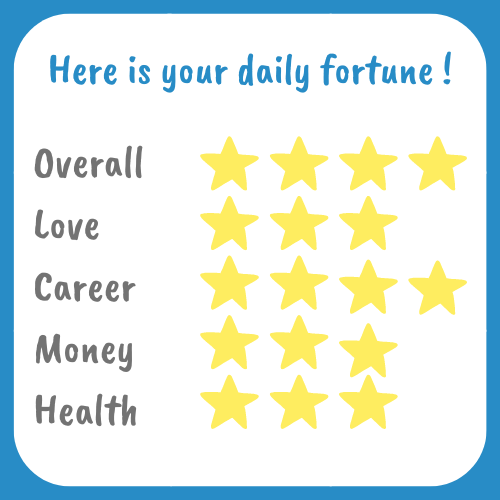 Here is your daily fortune !
Overall
Love
Career
Money
Health